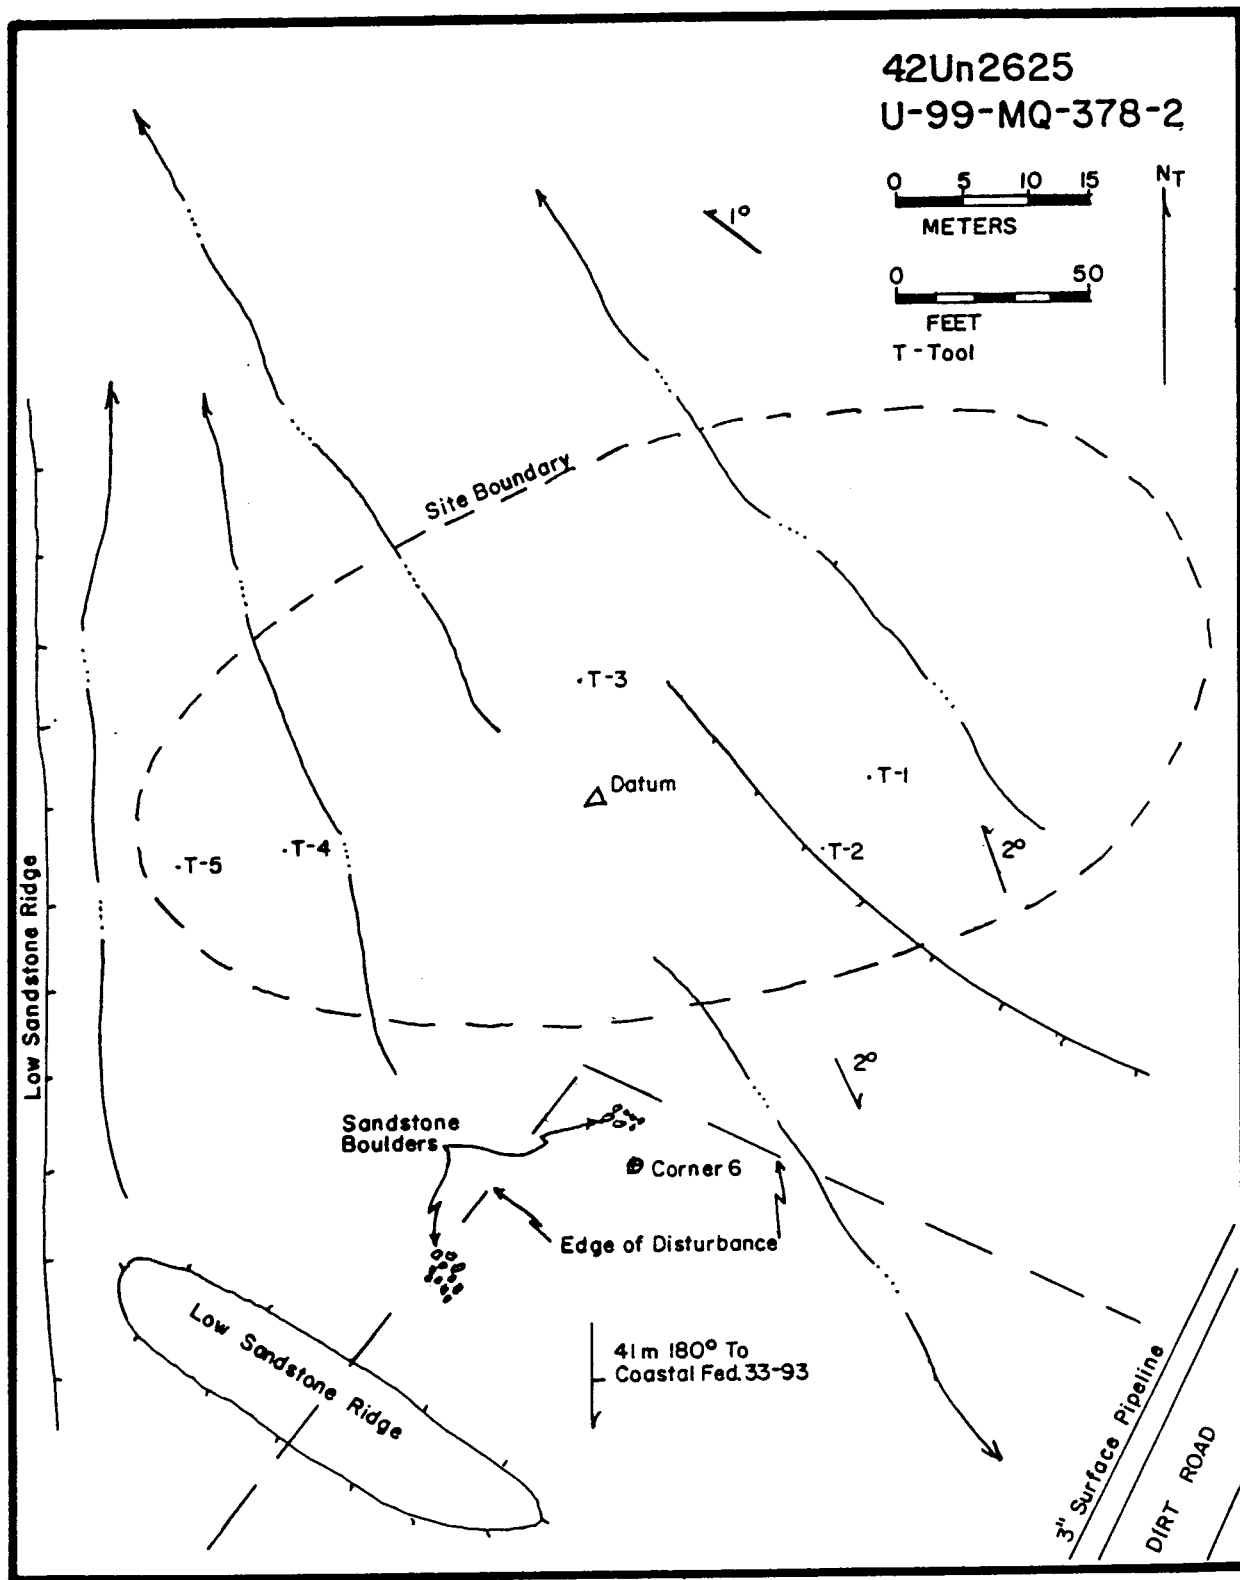 42Un2625
U-99-MQ-378-2
0 5 10 15
METERS
NT
0 50
FEET
T-Tool
1°
Site Boundary
T-3
T-1
Datum
T-2
T-4
T-5
2°
Low Sandstone Ridge
2°
Sandstone
Boulders
Corner 6
Edge of Disturbance
Low Sandstone Ridge
41m 180° To
Coastal Fed. 33-93
3" Surface Pipeline
DIRT ROAD